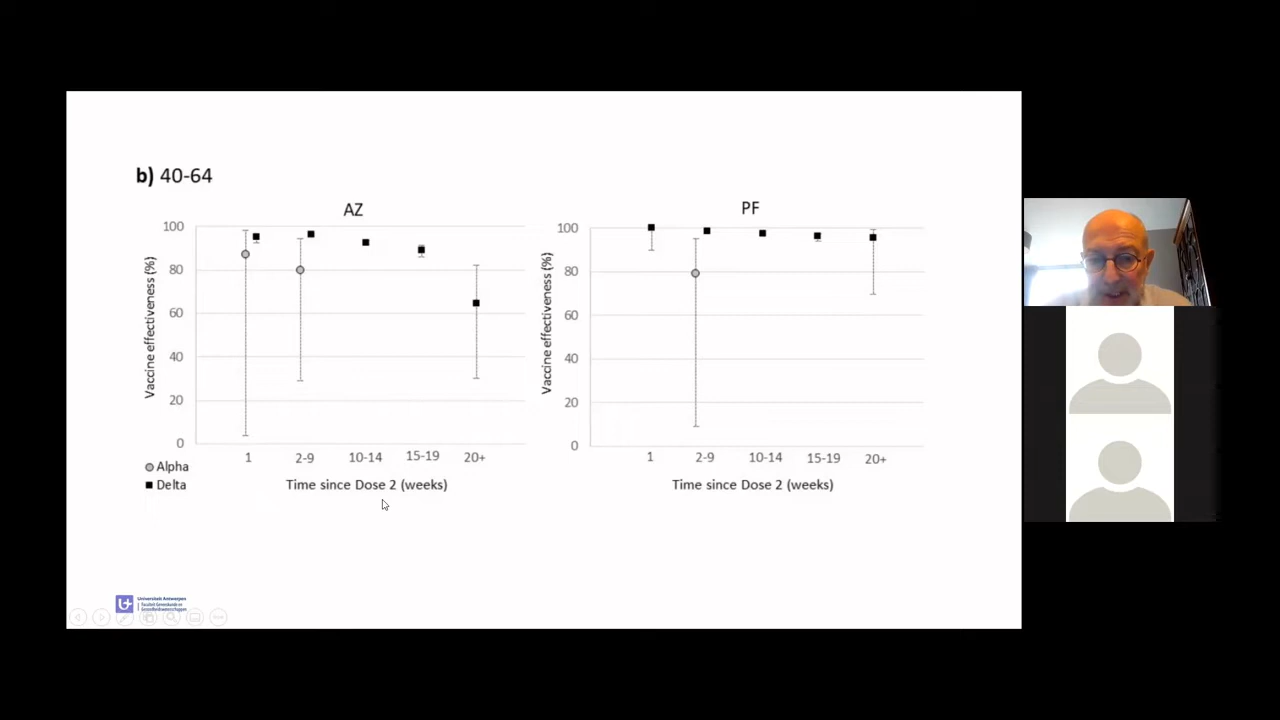 b) 40-64
AZ
Vaccine effectiveness (%)
100
80
60
40
20
0
1
2-9
10-14
15-19
20+
Time since Dose 2 (weeks)
Alpha
Delta
PF
Vaccine effectiveness (%)
100
80
60
40
20
0
1
2-9
10-14
15-19
20+
Time since Dose 2 (weeks)
Universiteit Antwerpen